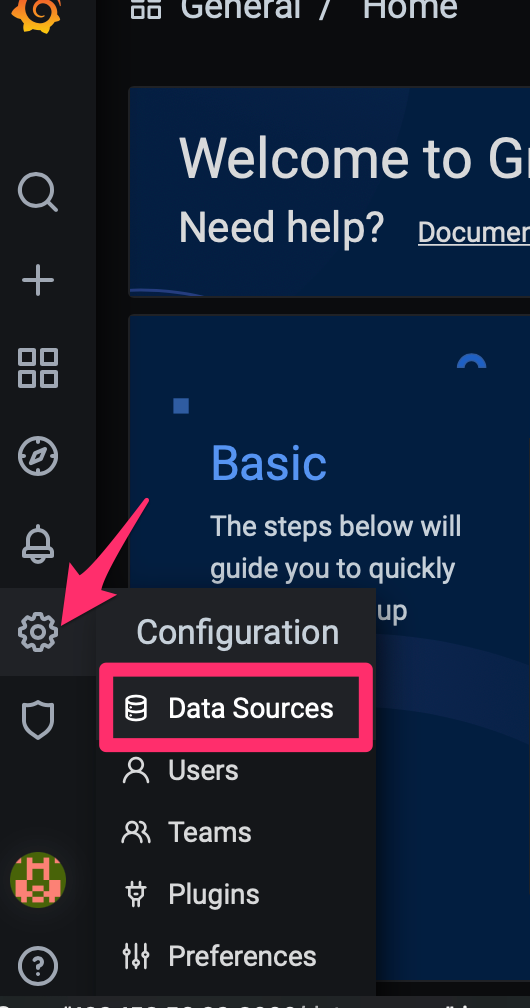 General / Home
Welcome to Gr
Need help? Documen
Basic
The steps below will
guide you to quickly
up
Configuration
Data Sources
Users
Teams
Plugins
Preferences